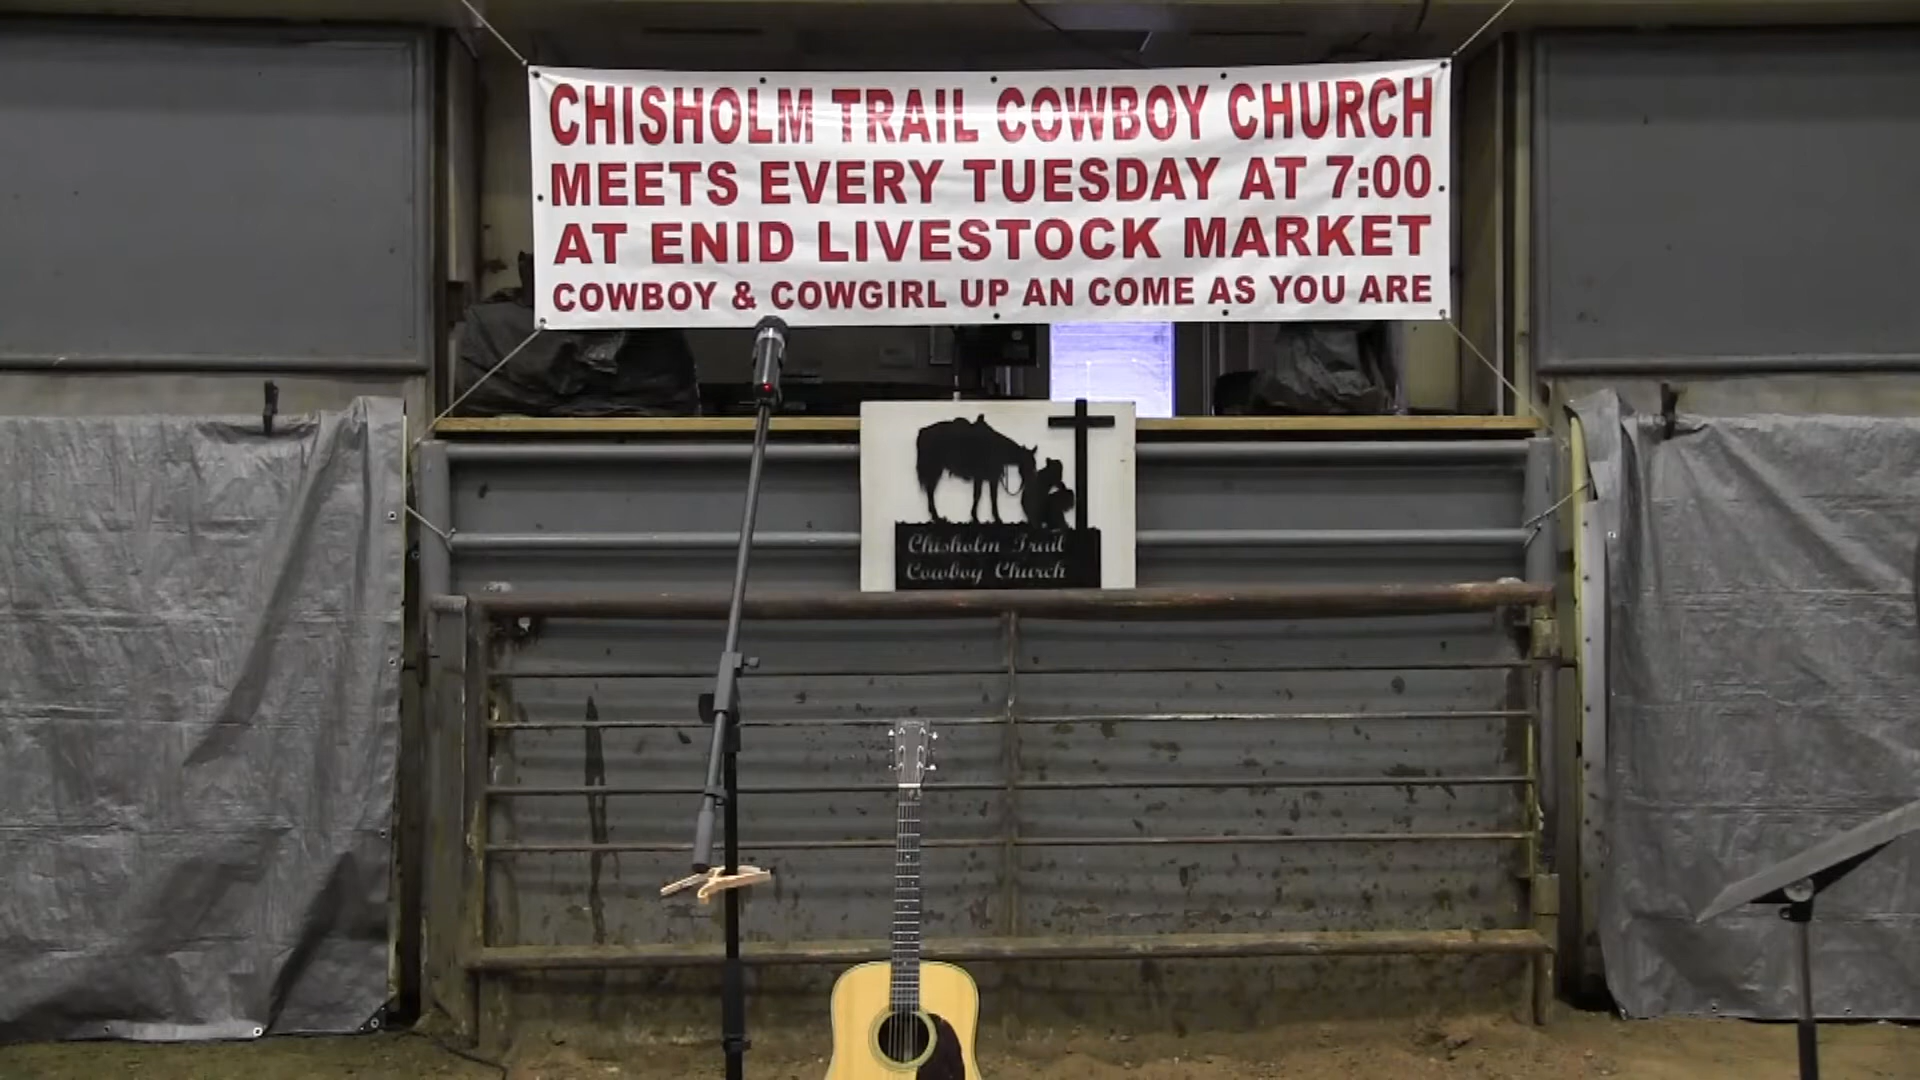 CHISHOLM TRAIL COWBOY CHURCH
MEETS EVERY TUESDAY AT 7:00
AT ENID LIVESTOCK MARKET
COWBOY & COWGIRL UP AN COME AS YOU ARE
Chisholm Trail
Cowboy Church